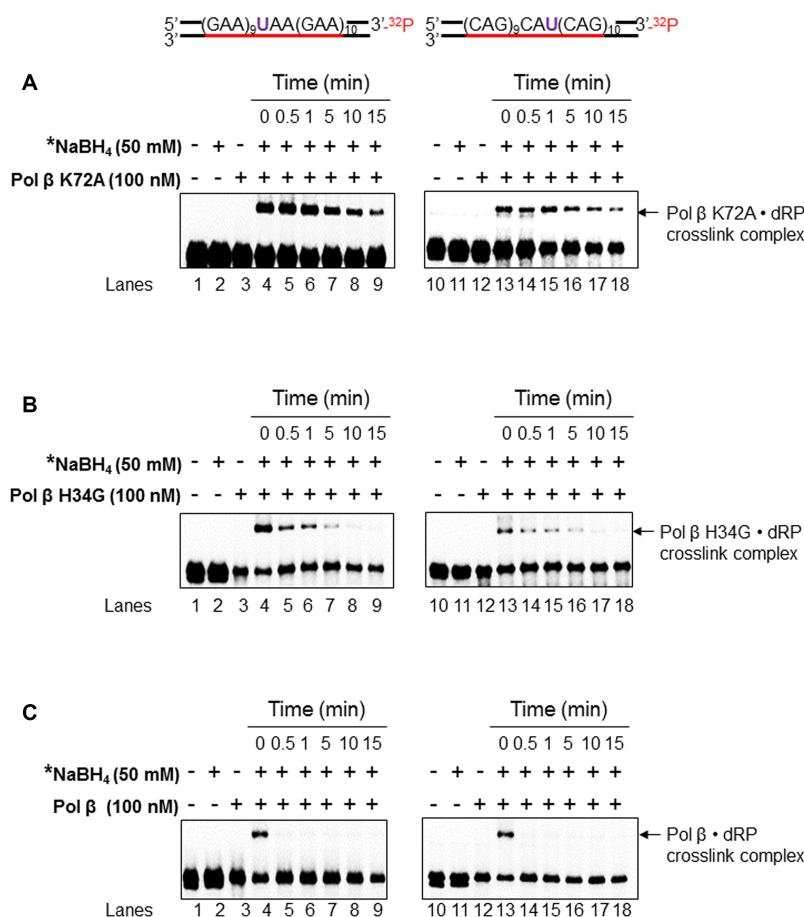 5’ (GAA)9UAA(GAA)10 3’-32P 5’ (CAG)9CAU(CAG)10 3’-32P
3’ 3’
A
Time (min) Time (min)
0 0.5 1 5 10 15 0 0.5 1 5 10 15
*NaBH4 (50 mM) - + - + + + + + + - + - + + + + + +
Pol β K72A (100 nM) - - + + + + + + + - - + + + + + + +
Pol β K72A • dRP
crosslink complex
Lanes 1 2 3 4 5 6 7 8 9 10 11 12 13 14 15 16 17 18
B
Time (min) Time (min)
0 0.5 1 5 10 15 0 0.5 1 5 10 15
*NaBH4 (50 mM) - + - + + + + + + - + - + + + + + +
Pol β H34G (100 nM) - - + + + + + + + - - + + + + + + +
Pol β H34G • dRP
crosslink complex
Lanes 1 2 3 4 5 6 7 8 9 10 11 12 13 14 15 16 17 18
C
Time (min) Time (min)
0 0.5 1 5 10 15 0 0.5 1 5 10 15
*NaBH4 (50 mM) - + - + + + + + + - + - + + + + + +
Pol β (100 nM) - - + + + + + + + - - + + + + + + +
Pol β • dRP
crosslink complex
Lanes 1 2 3 4 5 6 7 8 9 10 11 12 13 14 15 16 17 18